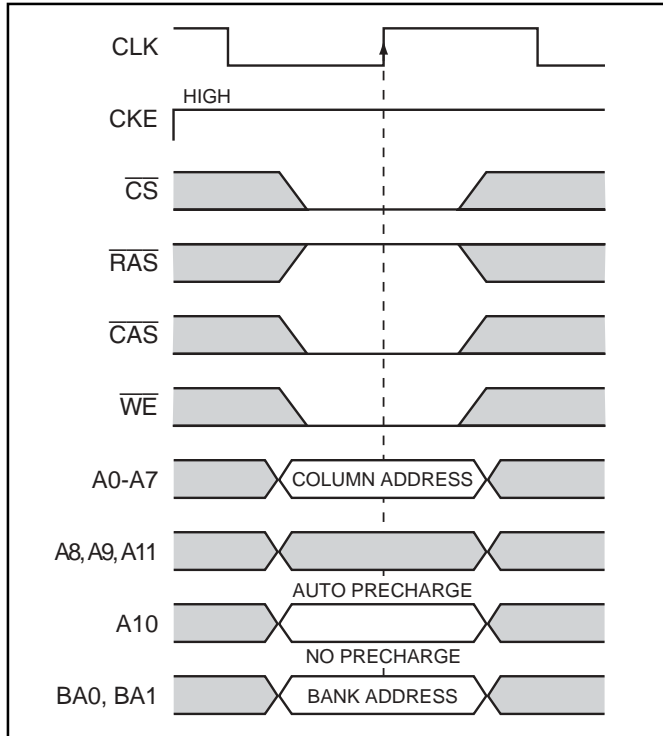 CLK
HIGH
CKE
CS
RAS
CAS
WE
A0-A7 COLUMN ADDRESS
A8, A9, A11
AUTO PRECHARGE
A10
NO PRECHARGE
BA0, BA1 BANK ADDRESS